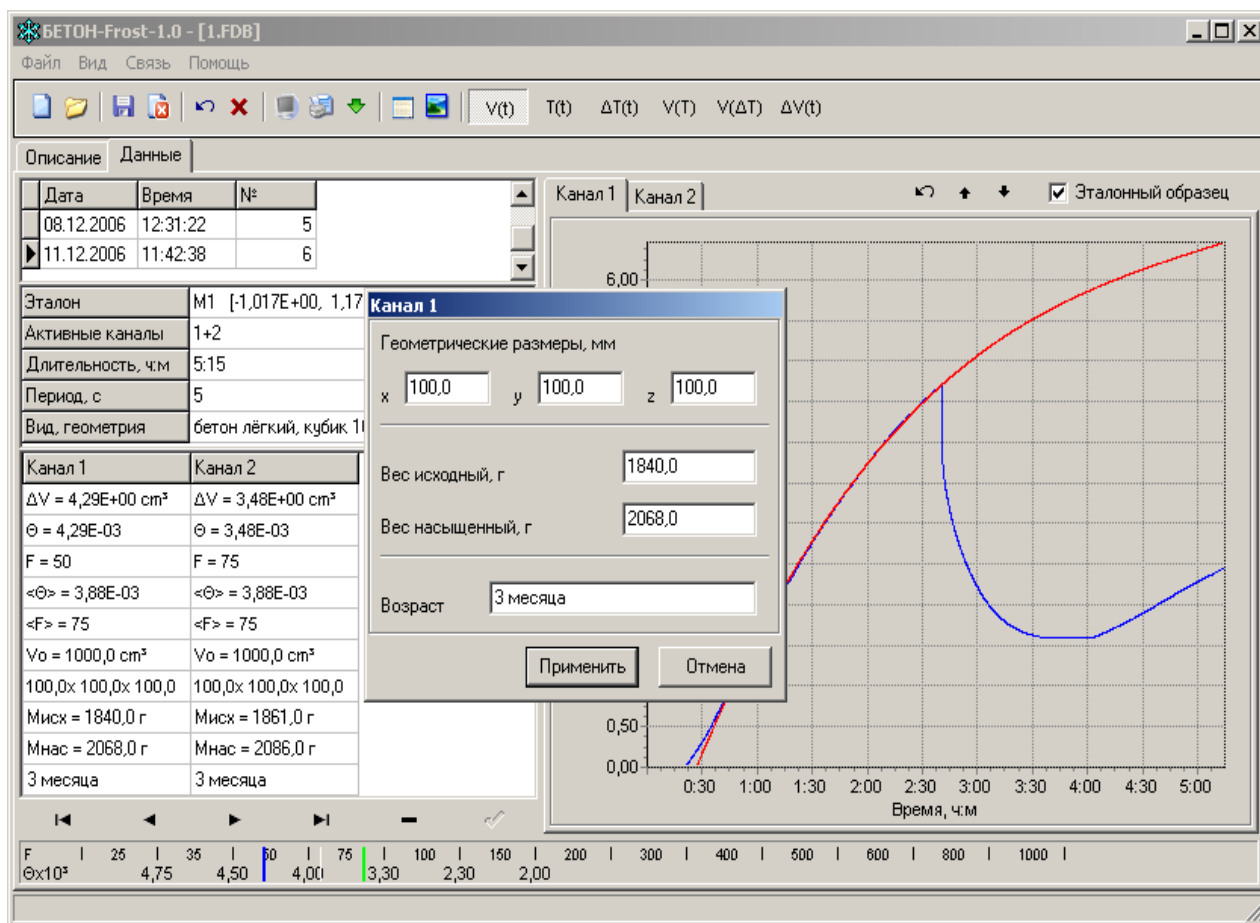 БЕТОН-Frost-1.0 - [1.FDB]
Файл Вид Связь Помощь
V(t) T(t) ΔT(t) V(T) V(ΔT) ΔV(t)
Описание Данные
Дата Время №
08.12.2006 12:31:22 5
11.12.2006 11:42:38 6
Эталон М1 [-1,017E+00, 1,17
Активные каналы 1+2
Длительность, ч:м 5:15
Период, с 5
Вид, геометрия бетон лёгкий, кубик 10
Канал 1 Канал 2
ΔV = 4,29E+00 cm³ ΔV = 3,48E+00 cm³
Θ = 4,29E-03 Θ = 3,48E-03
F = 50 F = 75
<Θ> = 3,88E-03 <Θ> = 3,88E-03
<F> = 75 <F> = 75
Vo = 1000,0 cm³ Vo = 1000,0 cm³
100,0x 100,0x 100,0 100,0x 100,0x 100,0
Мисх = 1840,0 г Мисх = 1861,0 г
Мнас = 2068,0 г Мнас = 2086,0 г
3 месяца 3 месяца
Канал 1 Канал 2 Эталонный образец
6,00
0,50
0,00
0:30 1:00 1:30 2:00 2:30 3:00 3:30 4:00 4:30 5:00
Время, ч:м
Канал 1
Геометрические размеры, мм
x 100,0 y 100,0 z 100,0
Вес исходный, г 1840,0
Вес насыщенный, г 2068,0
Возраст 3 месяца
Применить Отмена
F | 25 | 35 | 50 | 75 | 100 | 150 | 200 | 300 | 400 | 500 | 600 | 800 | 1000 |
Θx10³ 4,75 4,50 4,00 3,30 2,30 2,00